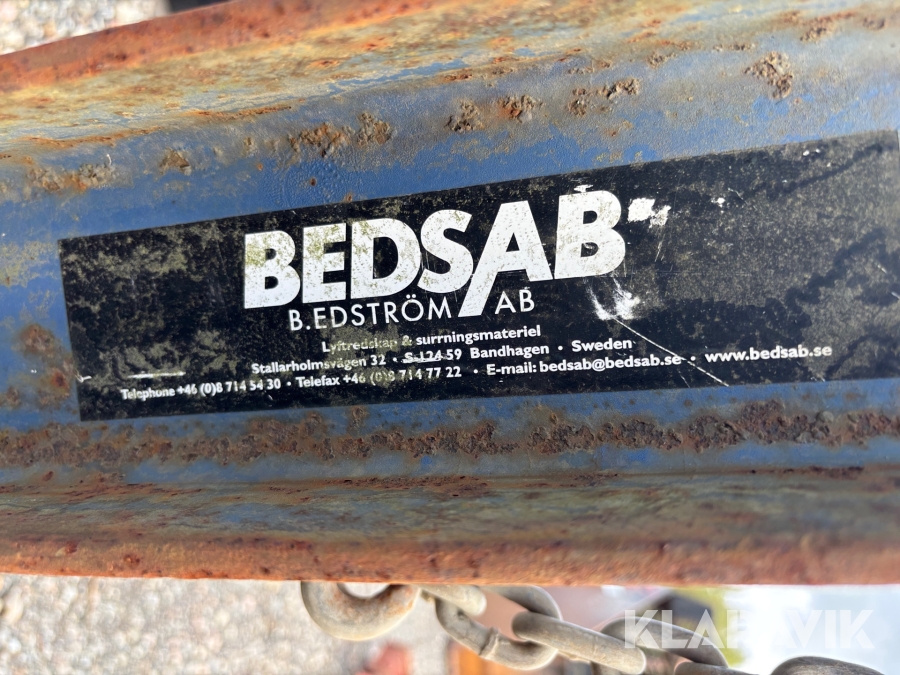 BEDSAB
B.EDSTRÖM AB
Lyftredskap & surrningsmateriel
Stallarholmsvägen 32 • S-124 59 Bandhagen • Sweden
Telephone +46 (0)8 714 54 30 • Telefax +46 (0)8 714 77 22 • E-mail: bedsab@bedsab.se • www.bedsab.se
KLARAVIK